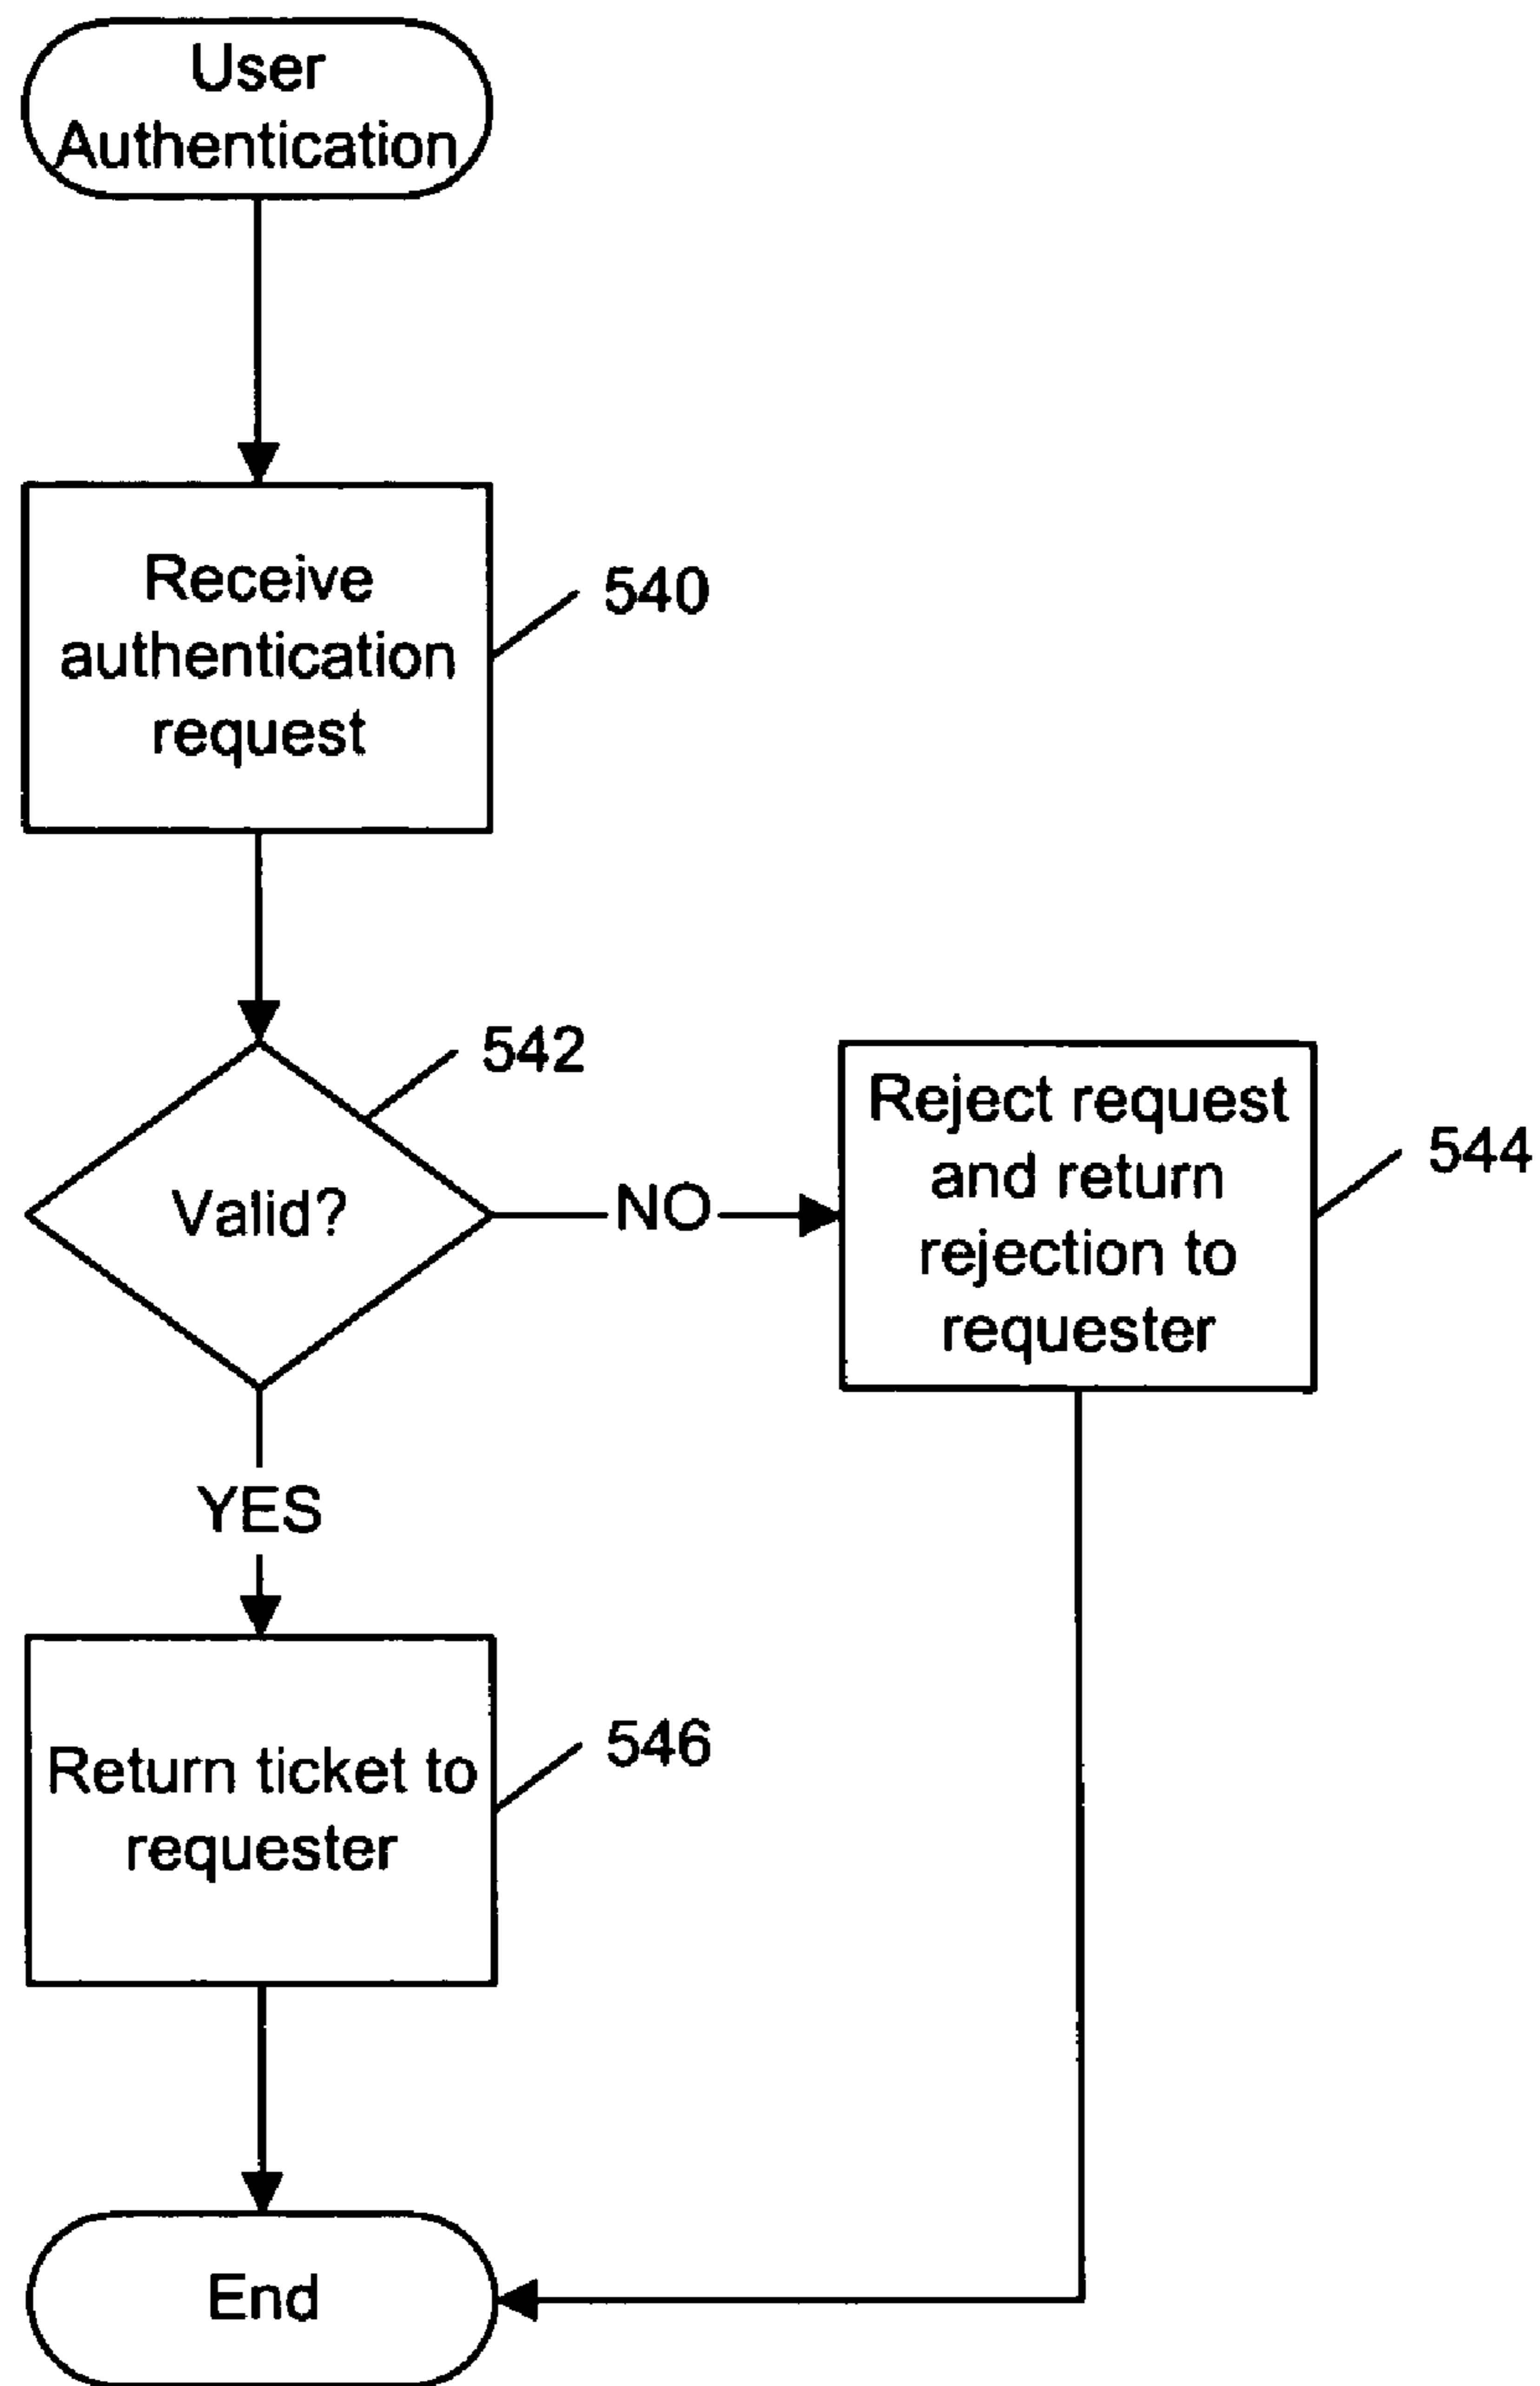 User
Authentication
Receive
authentication
request
540
542
Valid?
NO
Reject request
and return
rejection to
requester
544
YES
Return ticket to
requester
546
End